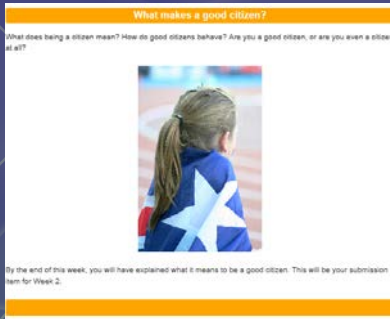 What makes a good citizen?
What does being a citizen mean? How do good citizens behave? Are you a good citizen, or are you even a citizen
at all?
By the end of this week, you will have explained what it means to be a good citizen. This will be your submission
item for Week 2.